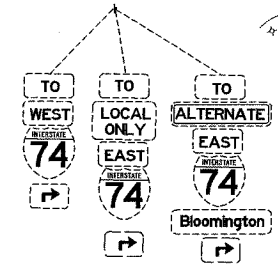 TO
WEST
INTERSTATE
74
TO
LOCAL
ONLY
EAST
INTERSTATE
74
TO
ALTERNATE
EAST
INTERSTATE
74
Bloomington